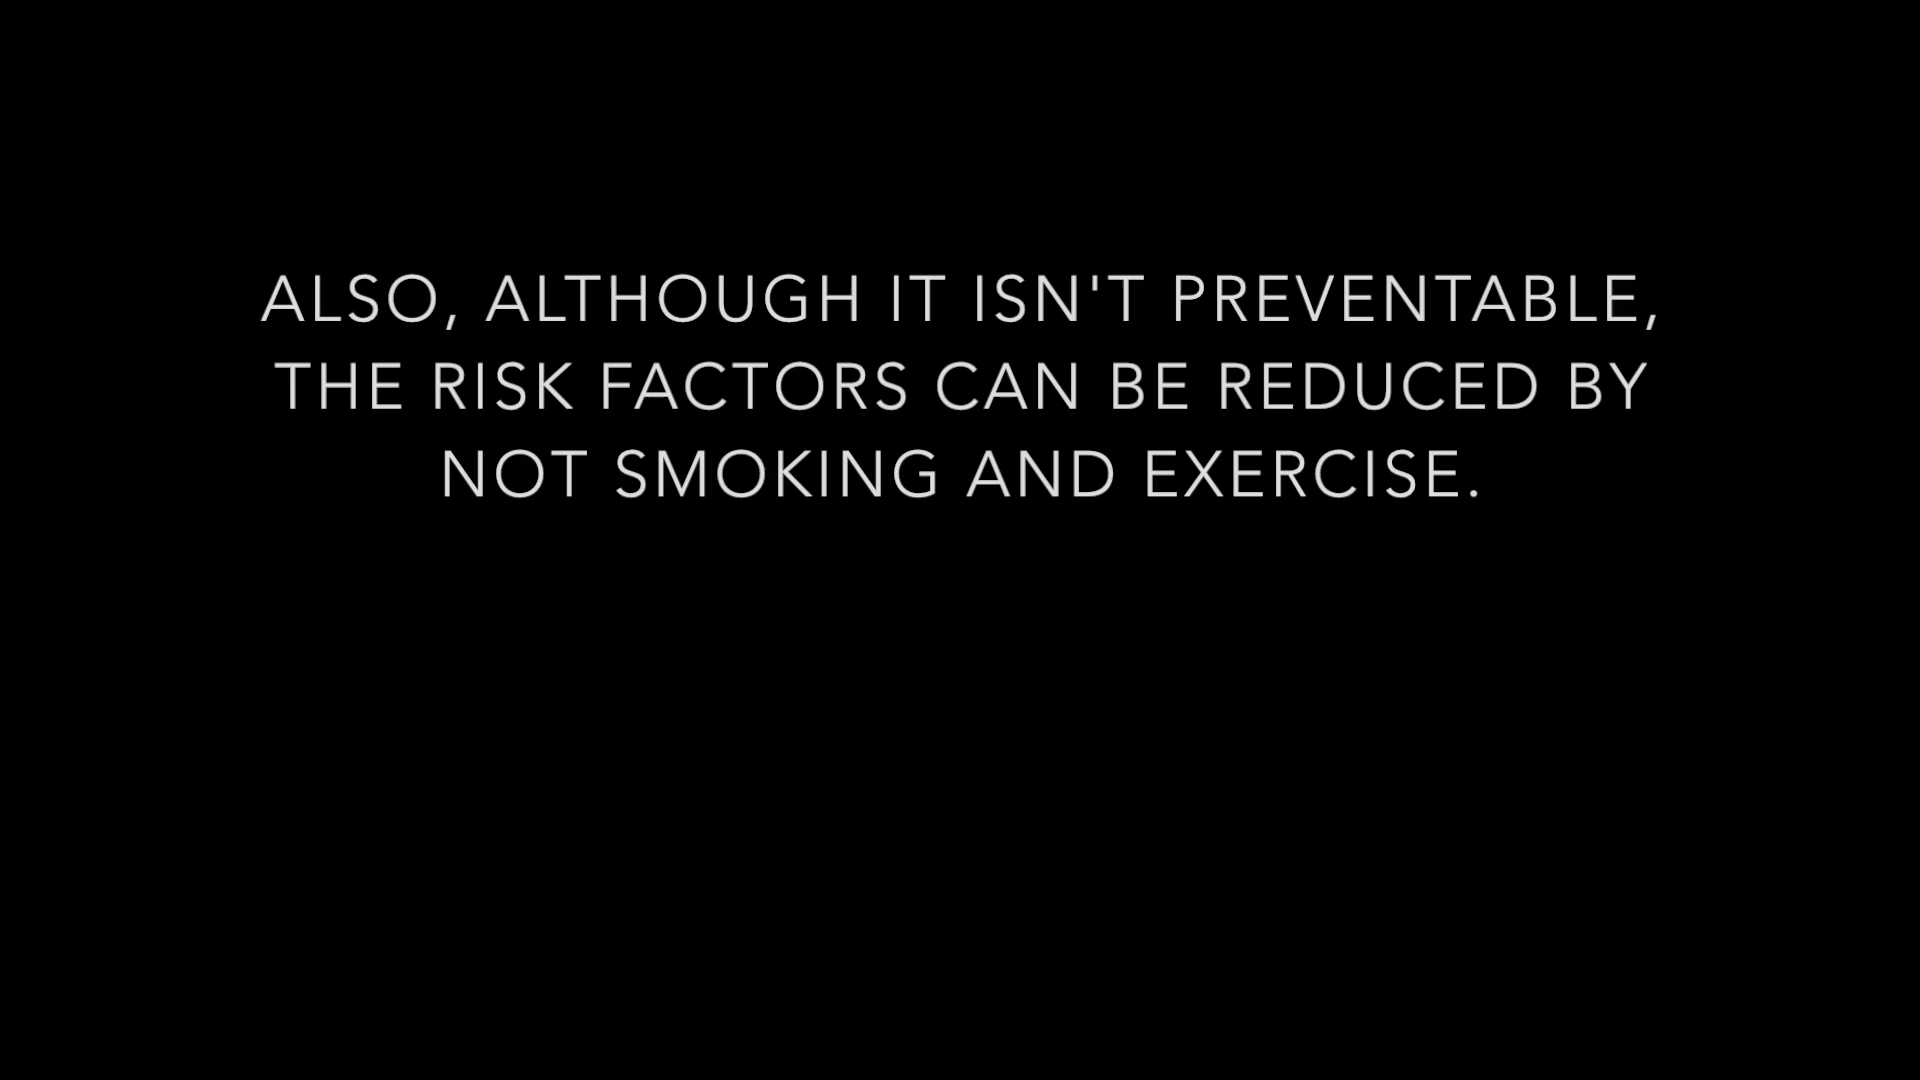 ALSO, ALTHOUGH IT ISN'T PREVENTABLE,
THE RISK FACTORS CAN BE REDUCED BY
NOT SMOKING AND EXERCISE.